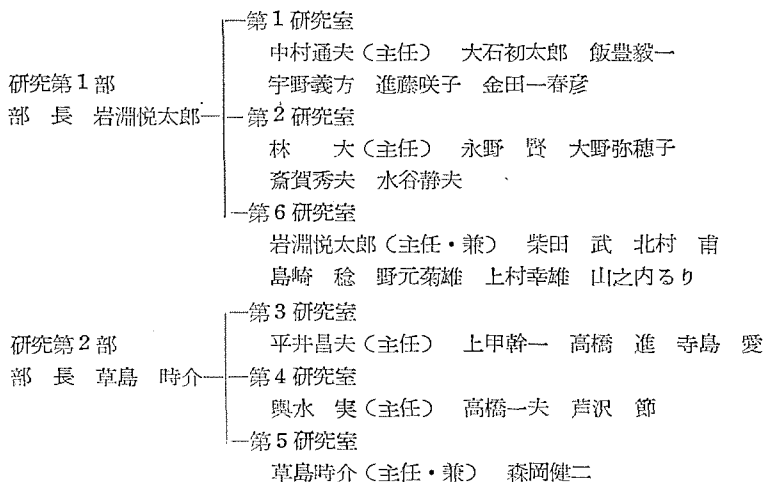 第1研究室
中村通夫（主任）　大石初太郎　飯豊毅一
研究第1部
宇野義方　進藤咲子　金田一春彦
部　長　岩淵悦太郎
第2研究室
林　　大（主任）　永野　賢　大野弥穂子
斎賀秀夫　水谷静夫
第6研究室
岩淵悦太郎（主任・兼）　柴田　武　北村　甫
島崎　稔　野元菊雄　上村幸雄　山之内るり
第3研究室
研究第2部
平井昌夫（主任）　上甲幹一　高橋　進　寺島　愛
部　長　草島　時介
第4研究室
輿水　実（主任）　高橋一夫　芦沢　節
第5研究室
草島時介（主任・兼）　森岡健二